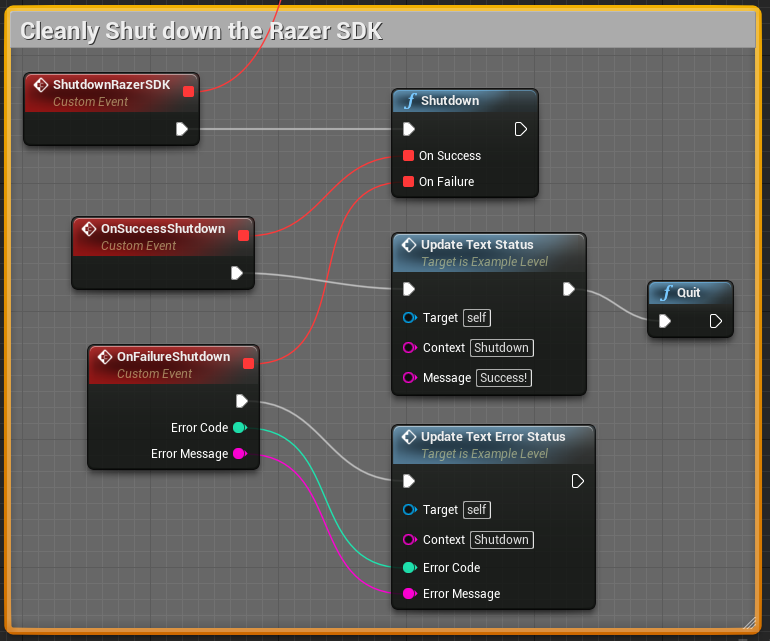 Cleanly Shut down the Razer SDK
ShutdownRazerSDK
Custom Event
f Shutdown
On Success
On Failure
OnSuccessShutdown
Custom Event
Update Text Status
Target is Example Level
Target self
Context Shutdown
Message Success!
f Quit
OnFailureShutdown
Custom Event
Error Code
Error Message
Update Text Error Status
Target is Example Level
Target self
Context Shutdown
Error Code
Error Message